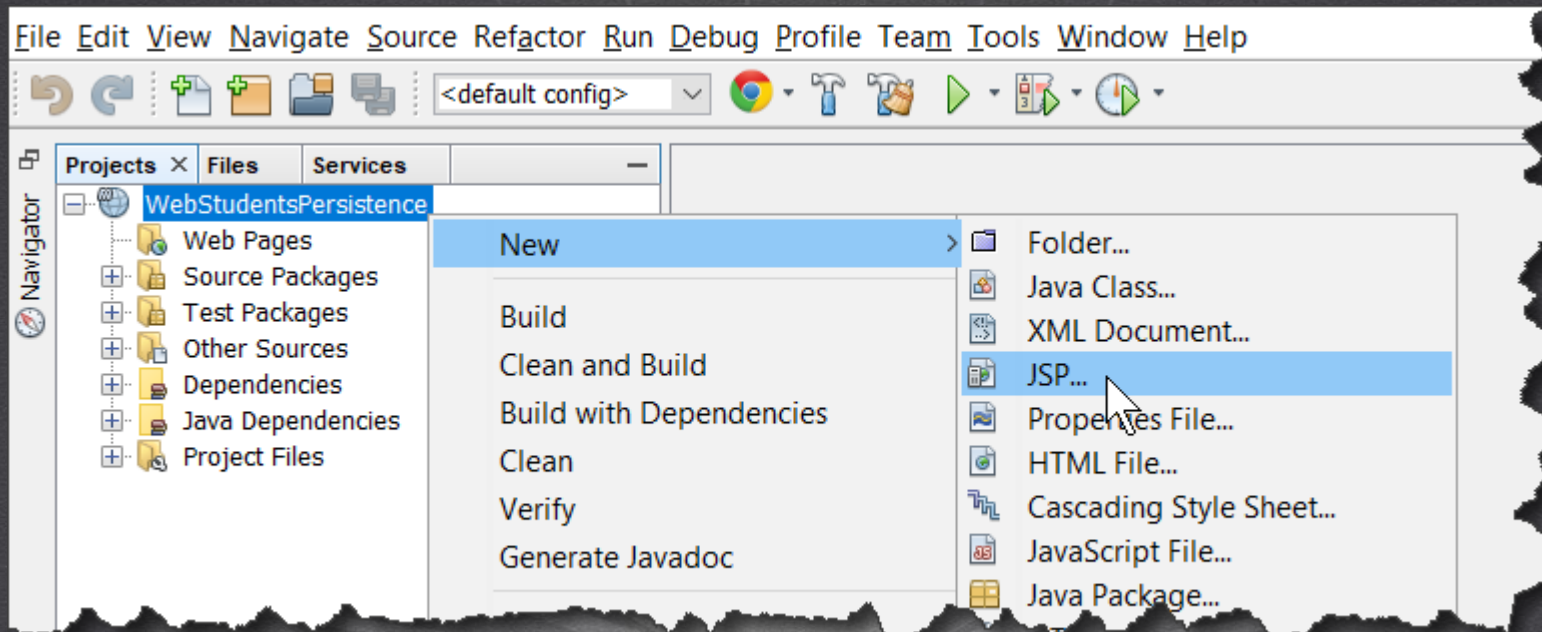 File Edit View Navigate Source Refactor Run Debug Profile Team Tools Window Help
<default config>
Projects Files Services
Navigator
WebStudentsPersistence
Web Pages
Source Packages
Test Packages
Other Sources
Dependencies
Java Dependencies
Project Files
New
Build
Clean and Build
Build with Dependencies
Clean
Verify
Generate Javadoc
Folder...
Java Class...
XML Document...
JSP...
Properties File...
HTML File...
Cascading Style Sheet...
JavaScript File...
Java Package...